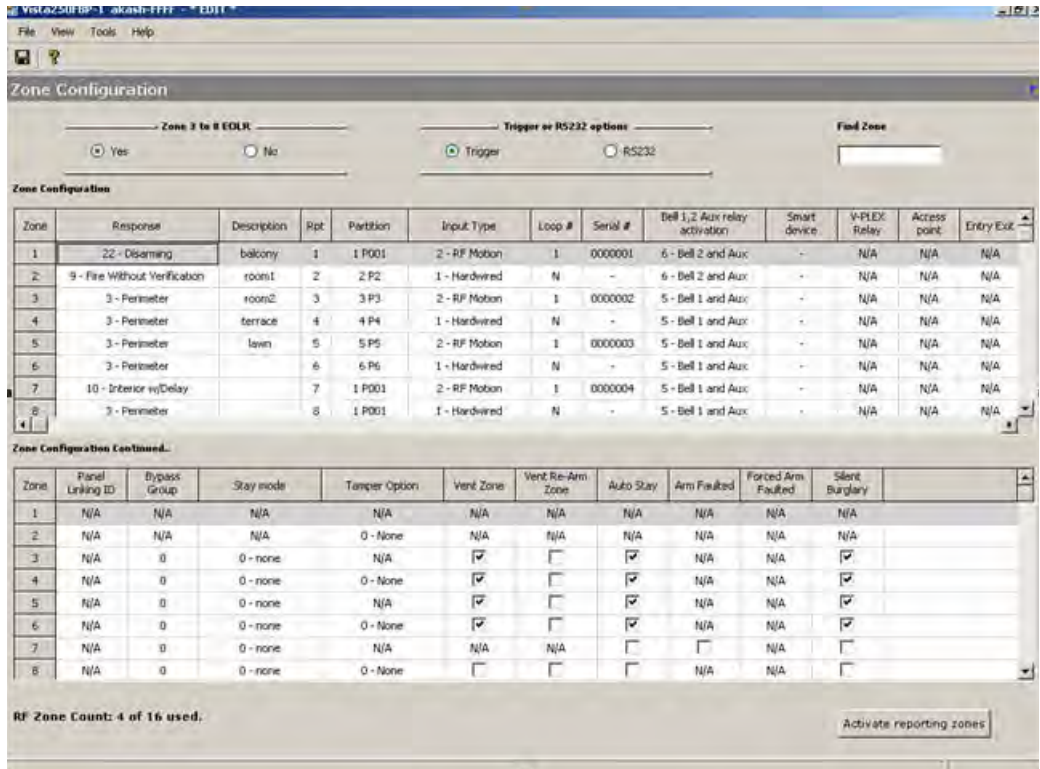 Vista250FBP-1 akash-FFFF - * EDIT *
File View Tools Help
Zone Configuration
Zone 3 to 8 EOLR Trigger or RS232 options Find Zone
Yes No Trigger RS232
Zone Configuration
Zone Response Description Rpt Partition Input Type Loop # Serial # Bell 1,2 Aux relay activation Smart device V-PLEX Relay Access point Entry Exit
1 22 - Disarming balcony 1 1 P001 2 - RF Motion 1 0000001 6 - Bell 2 and Aux - N/A N/A N/A
2 9 - Fire Without Verification room1 2 2 P2 1 - Hardwired N - 6 - Bell 2 and Aux - N/A N/A N/A
3 3 - Perimeter room2 3 3 P3 2 - RF Motion 1 0000002 5 - Bell 1 and Aux - N/A N/A N/A
4 3 - Perimeter terrace 4 4 P4 1 - Hardwired N - 5 - Bell 1 and Aux - N/A N/A N/A
5 3 - Perimeter lawn 5 5 P5 2 - RF Motion 1 0000003 5 - Bell 1 and Aux - N/A N/A N/A
6 3 - Perimeter 6 6 P6 1 - Hardwired N - 5 - Bell 1 and Aux - N/A N/A N/A
7 10 - Interior w/Delay 7 1 P001 2 - RF Motion 1 0000004 5 - Bell 1 and Aux - N/A N/A N/A
8 3 - Perimeter 8 1 P001 1 - Hardwired N - 5 - Bell 1 and Aux - N/A N/A N/A
Zone Configuration Continued..
Zone Panel Linking ID Bypass Group Stay mode Tamper Option Vent Zone Vent Re-Arm Zone Auto Stay Arm Faulted Forced Arm Faulted Silent Burglary
1 N/A N/A N/A N/A N/A N/A N/A N/A N/A N/A
2 N/A N/A N/A 0 - None N/A N/A N/A N/A N/A N/A
3 N/A 0 0 - none N/A N/A N/A
4 N/A 0 0 - none 0 - None N/A N/A
5 N/A 0 0 - none N/A N/A N/A
6 N/A 0 0 - none 0 - None N/A N/A
7 N/A 0 0 - none N/A N/A N/A N/A
8 N/A 0 0 - none 0 - None N/A N/A
RF Zone Count: 4 of 16 used.
Activate reporting zones